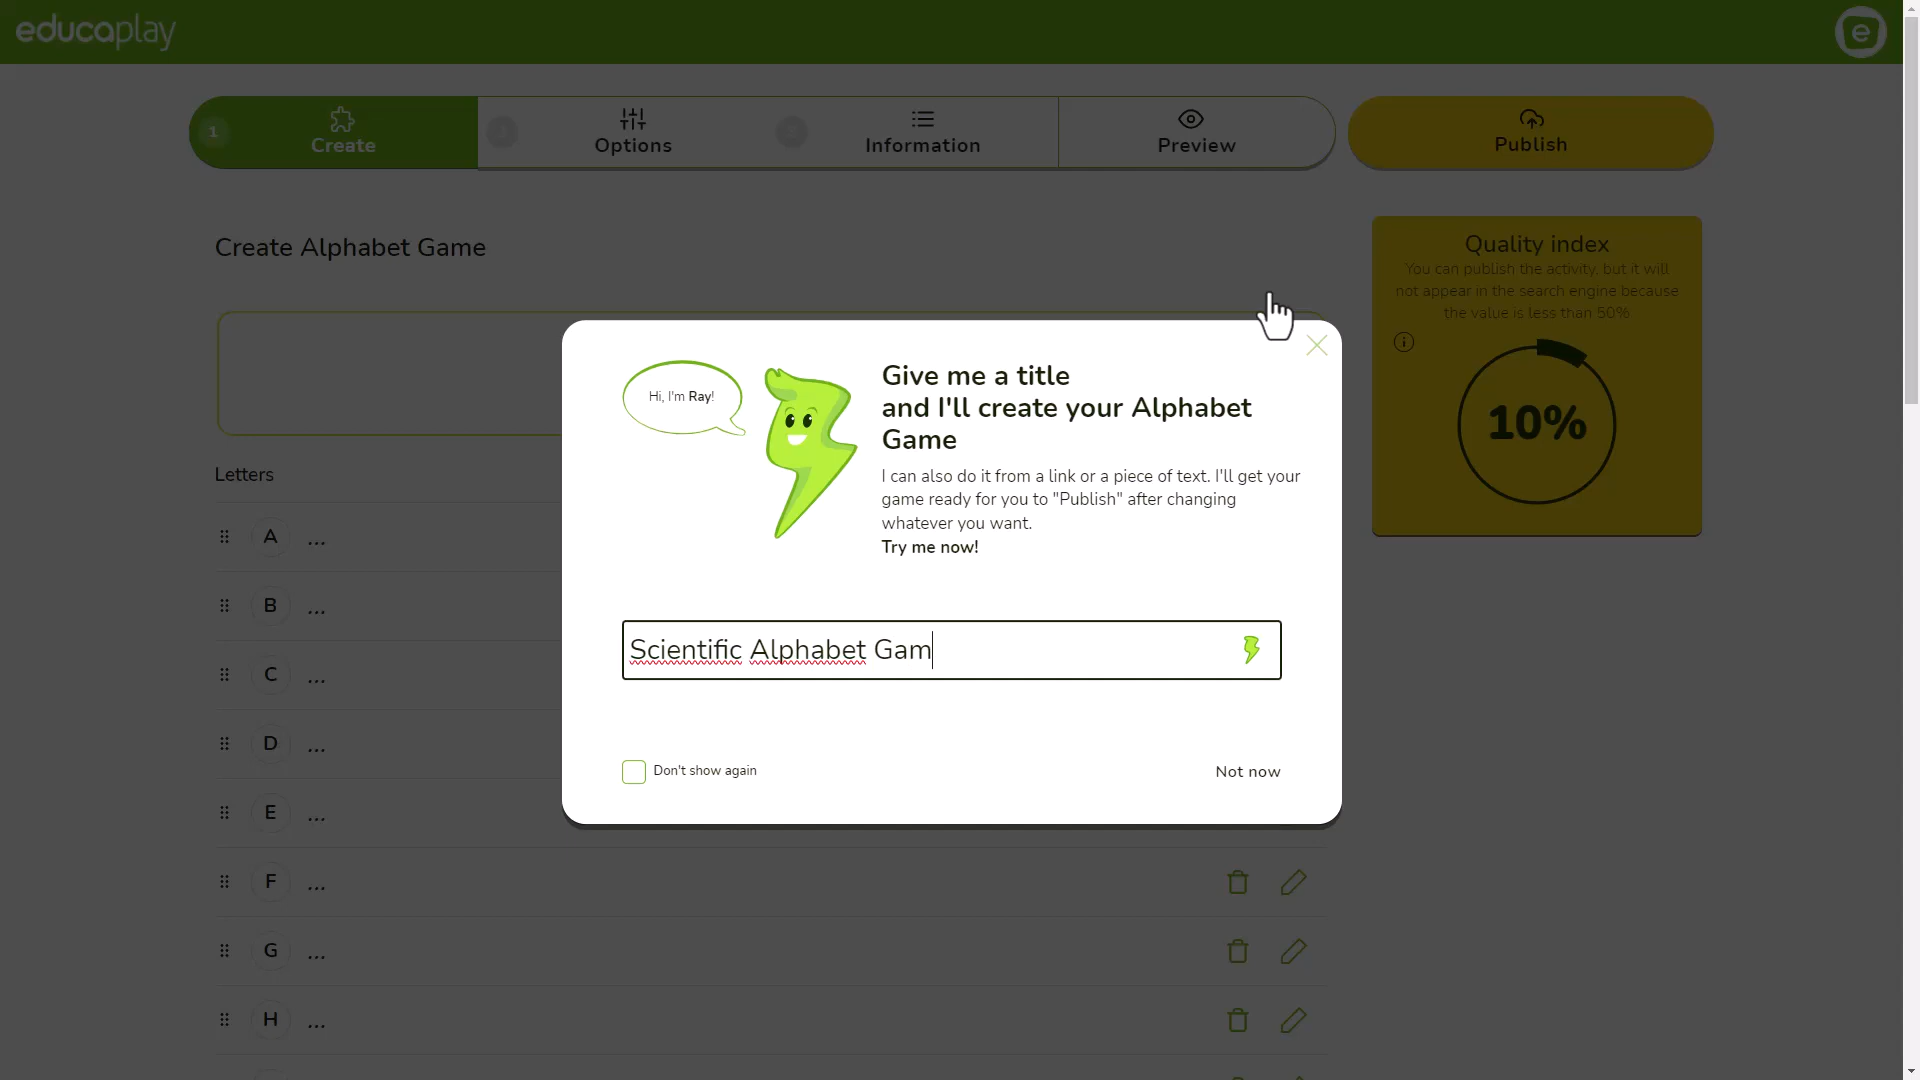 educaplay
e
1
Create
Options
Information
Preview
Publish
Create Alphabet Game
Quality index
You can publish the activity, but it will
not appear in the search engine because
the value is less than 50%
10%
Hi, I'm Ray!
Give me a title
and I'll create your Alphabet
Game
I can also do it from a link or a piece of text. I'll get your
game ready for you to "Publish" after changing
whatever you want.
Try me now!
Scientific Alphabet Gam
Don't show again
Not now
Letters
A ...
B ...
C ...
D ...
E ...
F ...
G ...
H ...